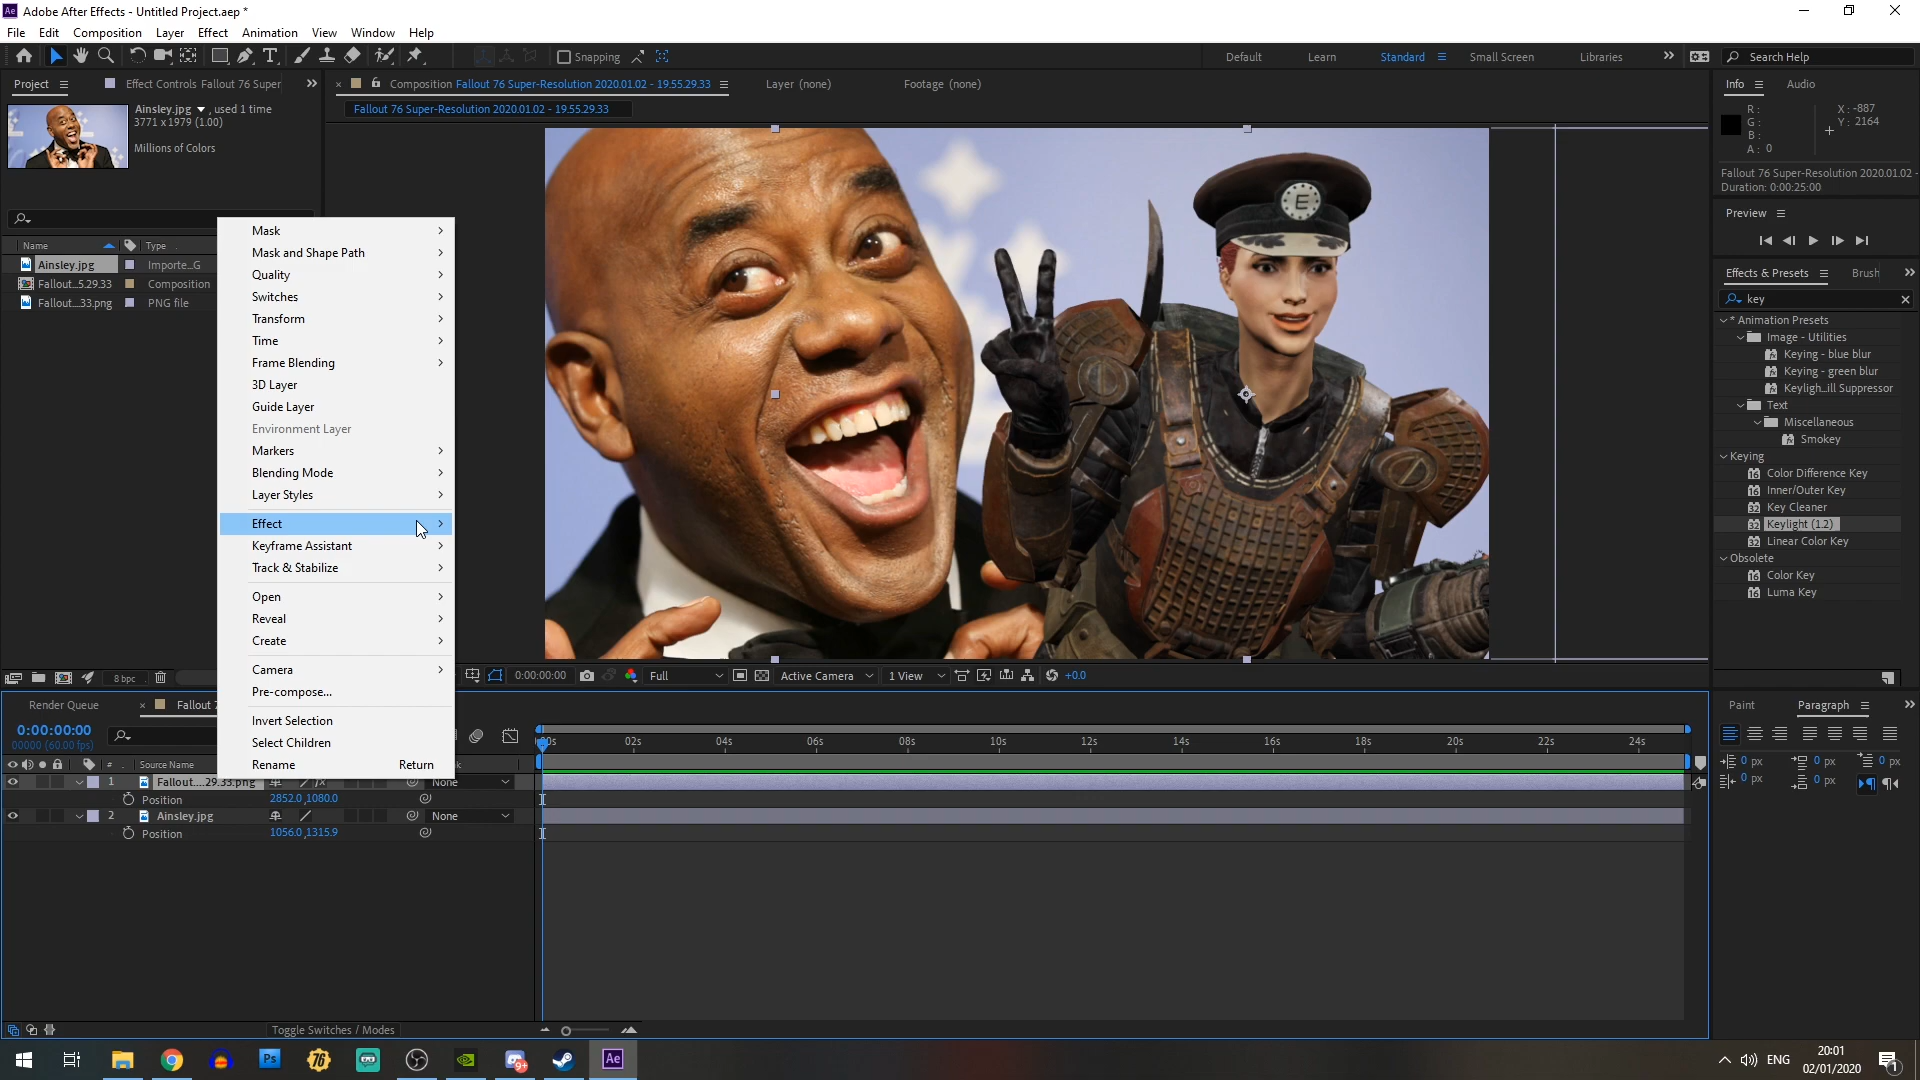 Adobe After Effects - Untitled Project.aep *
File Edit Composition Layer Effect Animation View Window Help
Snapping
Default Learn Standard Small Screen Libraries
Search Help
Project
Effect Controls Fallout 76 Super
Ainsley.jpg , used 1 time
3771 x 1979 (1.00)
Millions of Colors
Name Type
Ainsley.jpg Importe...G
Fallout...5.29.33 Composition
Fallout....33.png PNG file
8 bpc
Composition Fallout 76 Super-Resolution 2020.01.02 - 19.55.29.33
Layer (none)
Footage (none)
Fallout 76 Super-Resolution 2020.01.02 - 19.55.29.33
E
Mask
Mask and Shape Path
Quality
Switches
Transform
Time
Frame Blending
3D Layer
Guide Layer
Environment Layer
Markers
Blending Mode
Layer Styles
Effect
Keyframe Assistant
Track & Stabilize
Open
Reveal
Create
Camera
Pre-compose...
Invert Selection
Select Children
Rename Return
0:00:00:00 Full Active Camera 1 View +0.0
Info Audio
R:
G:
B:
A: 0
X: -887
Y: 2164
Fallout 76 Super-Resolution 2020.01.02 -
Duration: 0:00:25:00
Preview
Effects & Presets Brush
key
* Animation Presets
Image - Utilities
Keying - blue blur
Keying - green blur
Keyligh...ill Suppressor
Text
Miscellaneous
Smokey
Keying
Color Difference Key
Inner/Outer Key
Key Cleaner
Keylight (1.2)
Linear Color Key
Obsolete
Color Key
Luma Key
Render Queue
Fallout 7
0:00:00:00
00000 (60.00 fps)
# Source Name
1 Fallout....29.33.png None
Position 2852.0,1080.0
2 Ainsley.jpg None
Position 1056.0,1315.9
02s 04s 06s 08s 10s 12s 14s 16s 18s 20s 22s 24s
Toggle Switches / Modes
Paint Paragraph
0 px 0 px 0 px
0 px 0 px
Ps 76 9+ Ae
ENG
20:01
02/01/2020
1